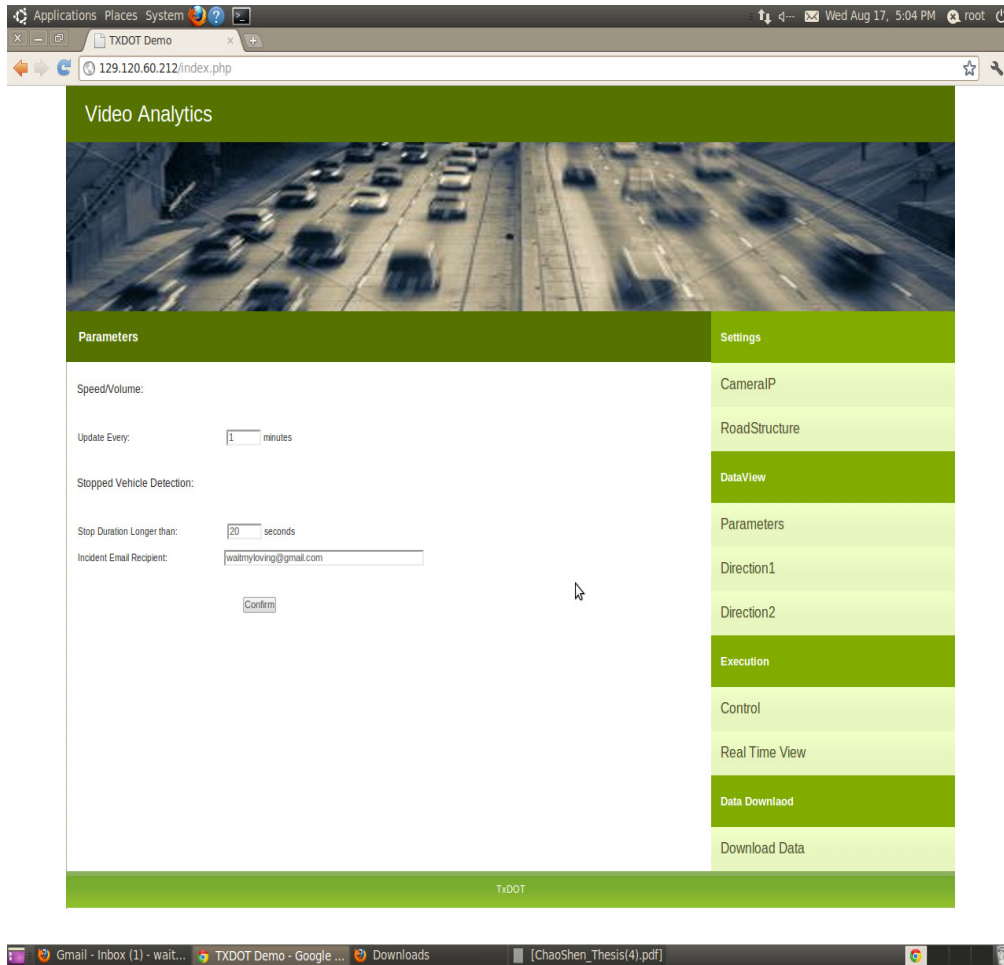 Applications Places System
Wed Aug 17, 5:04 PM root
TXDOT Demo
129.120.60.212/index.php
Video Analytics
Parameters
Speed/Volume:
Update Every: 1 minutes
Stopped Vehicle Detection:
Stop Duration Longer than: 20 seconds
Incident Email Recipient: waitmyloving@gmail.com
Confirm
Settings
CameraIP
RoadStructure
DataView
Parameters
Direction1
Direction2
Execution
Control
Real Time View
Data Downlaod
Download Data
TxDOT
Gmail - Inbox (1) - wait... TXDOT Demo - Google ... Downloads [ChaoShen_Thesis(4).pdf]